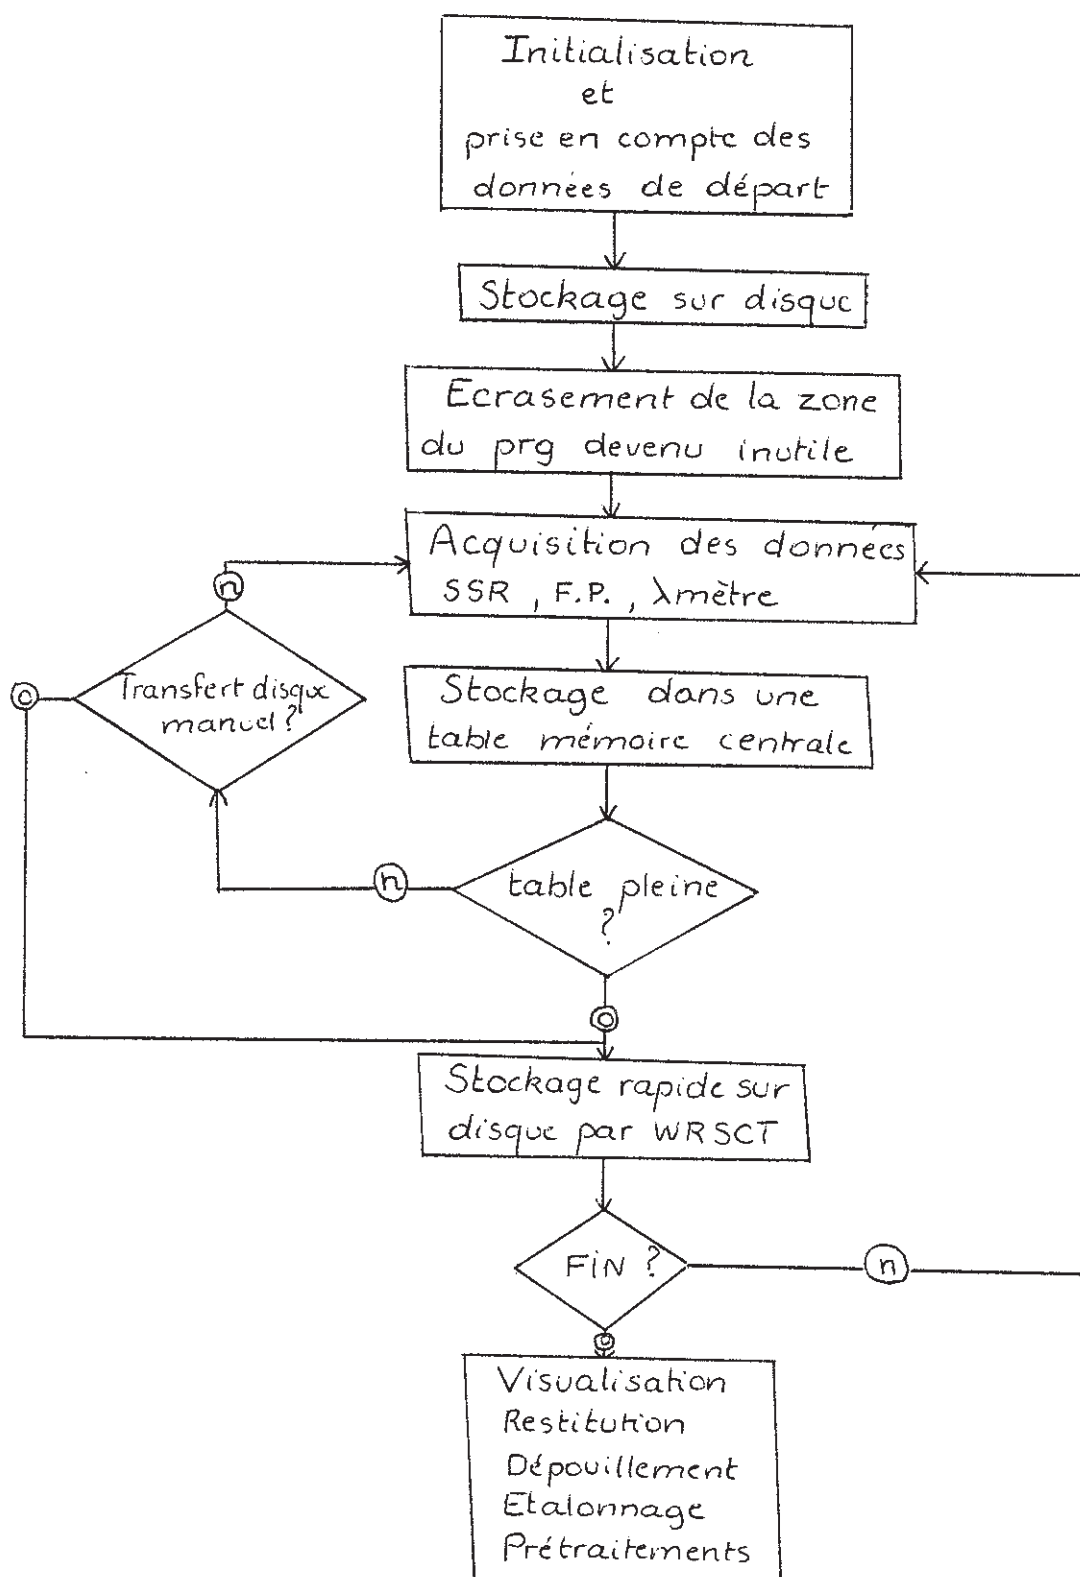 Initialisation
et
prise en compte des
données de départ
Stockage sur disque
Ecrasement de la zone
du prg devenu inutile
Acquisition des données
SSR , F.P. , λmètre
n
o
Transfert disque
manuel ?
Stockage dans une
table mémoire centrale
n
table pleine
?
o
Stockage rapide sur
disque par WRSCT
FIN ?
n
o
Visualisation
Restitution
Dépouillement
Etalonnage
Prétraitements